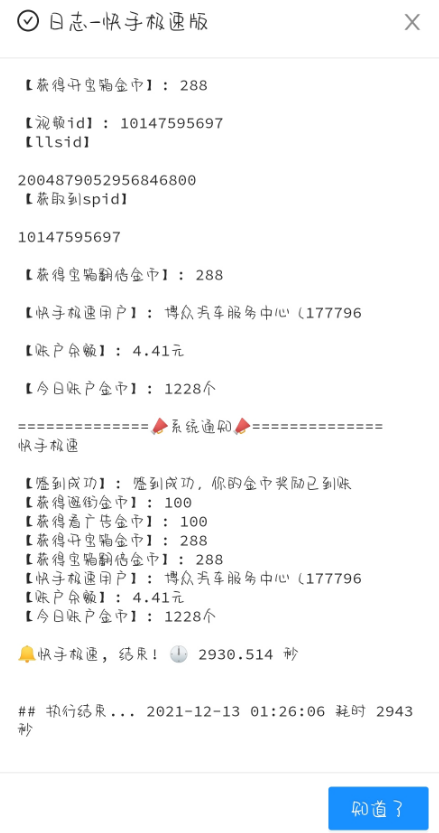 日志-快手极速版
【获得开宝箱金币】: 288
【视频id】: 10147595697
【llsid】
2004879052956846800
【获取到spid】
10147595697
【获得宝箱翻倍金币】: 288
【快手极速用户】: 博众汽车服务中心 (177796
【账户余额】: 4.41元
【今日账户金币】: 1228个
==============📣系统通知📣==============
快手极速
【签到成功】: 签到成功，你的金币奖励已到账
【获得逛街金币】: 100
【获得看广告金币】: 100
【获得开宝箱金币】: 288
【获得宝箱翻倍金币】: 288
【快手极速用户】: 博众汽车服务中心 (177796
【账户余额】: 4.41元
【今日账户金币】: 1228个
🔔快手极速, 结束! 🕛 2930.514 秒
## 执行结束... 2021-12-13 01:26:06 耗时 2943
秒
知道了